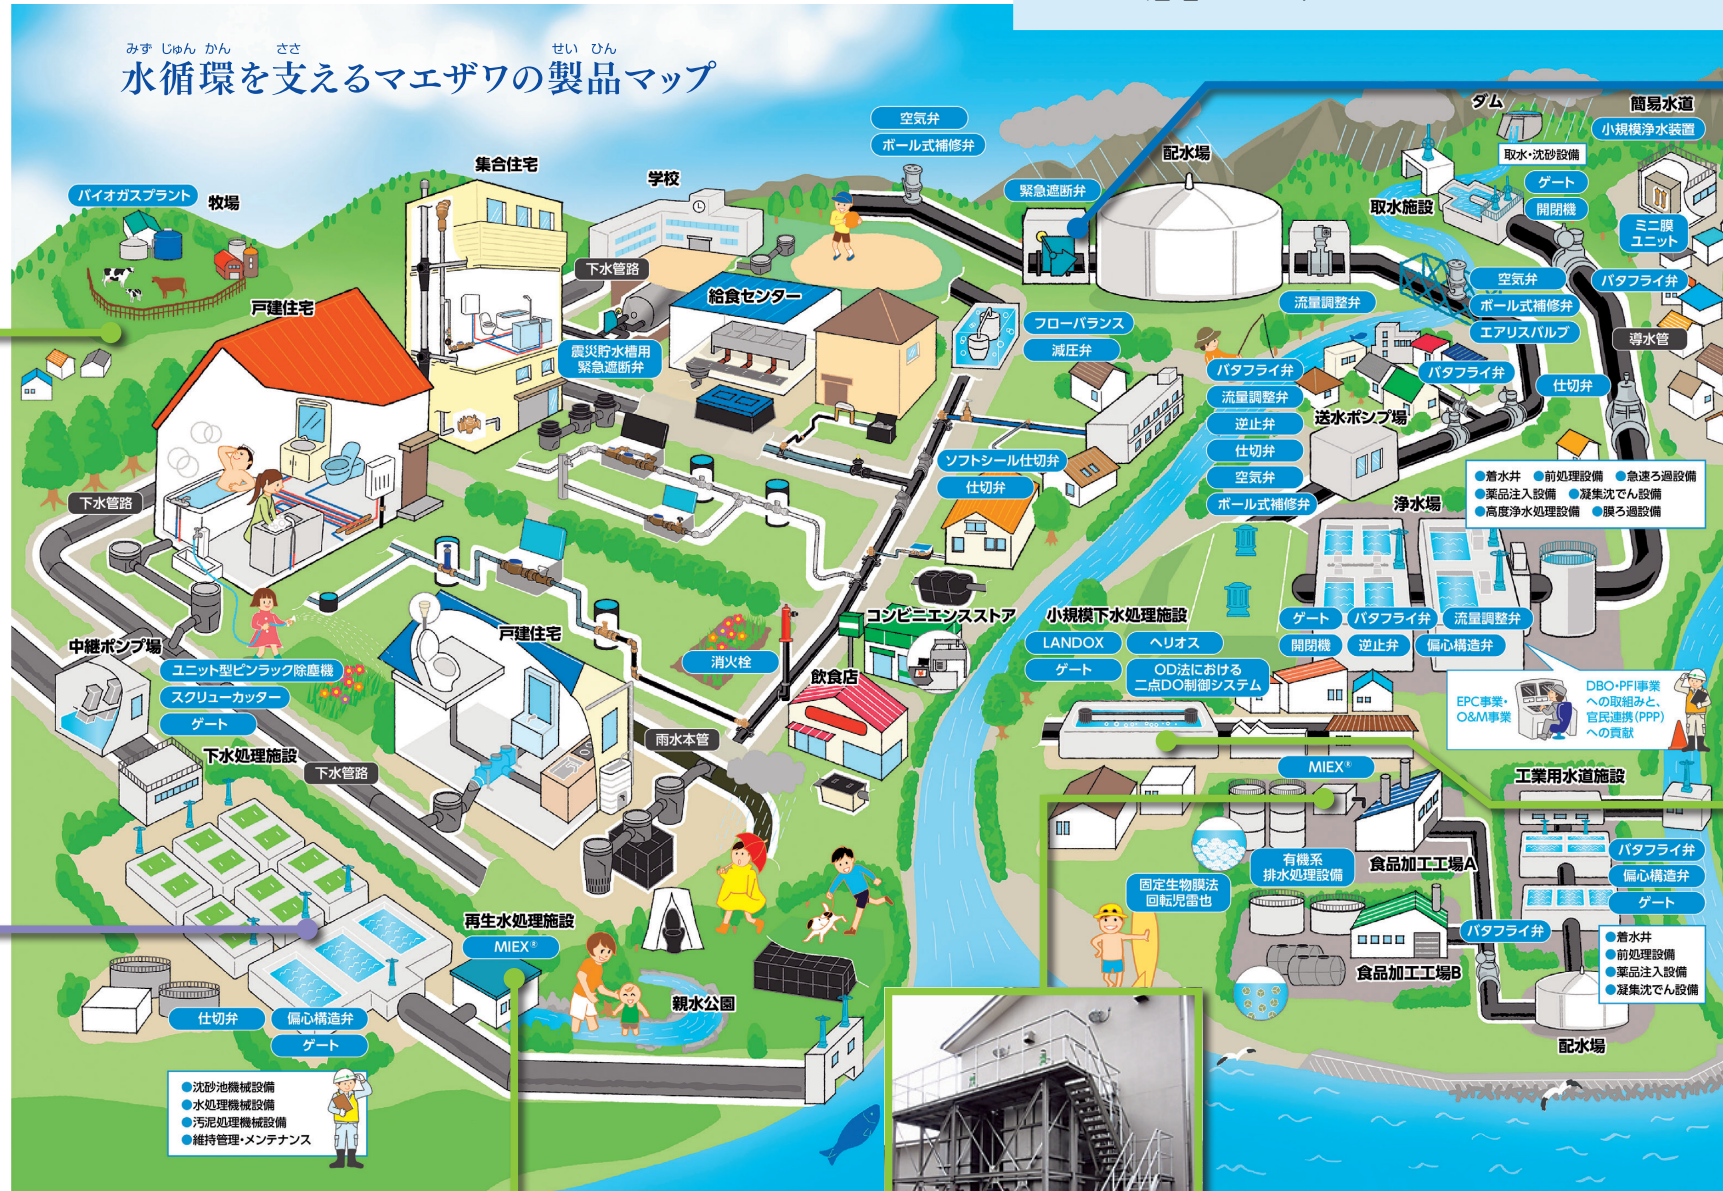 みず じゅん かん ささ せい ひん
水循環を支えるマエザワの製品マップ
空気弁
ボール式補修弁
ダム
簡易水道
小規模浄水装置
取水・沈砂設備
ゲート
開閉機
取水施設
ミニ膜
ユニット
配水場
緊急遮断弁
集合住宅
学校
バイオガスプラント
牧場
下水管路
給食センター
戸建住宅
流量調整弁
空気弁
ボール式補修弁
エアリスバルブ
バタフライ弁
導水管
フローバランス
減圧弁
震災貯水槽用
緊急遮断弁
バタフライ弁
流量調整弁
逆止弁
仕切弁
空気弁
ボール式補修弁
バタフライ弁
仕切弁
送水ポンプ場
ソフトシール仕切弁
仕切弁
下水管路
●着水井 ●前処理設備 ●急速ろ過設備
●薬品注入設備 ●凝集沈でん設備
●高度浄水処理設備 ●膜ろ過設備
浄水場
ゲート
バタフライ弁
流量調整弁
開閉機
逆止弁
偏心構造弁
コンビニエンスストア
小規模下水処理施設
LANDOX
ヘリオス
ゲート
OD法における
二点DO制御システム
戸建住宅
中継ポンプ場
ユニット型ピンラック除塵機
スクリューカッター
ゲート
消火栓
飲食店
EPC事業・
O&M事業
DBO・PFI事業
への取組みと、
官民連携(PPP)
への貢献
雨水本管
下水処理施設
下水管路
MIEX®
工業用水道施設
バタフライ弁
偏心構造弁
ゲート
有機系
排水処理設備
食品加工工場A
固定生物膜法
回転児雷也
バタフライ弁
食品加工工場B
●着水井
●前処理設備
●薬品注入設備
●凝集沈でん設備
配水場
再生水処理施設
MIEX®
親水公園
仕切弁
偏心構造弁
ゲート
●沈砂池機械設備
●水処理機械設備
●汚泥処理機械設備
●維持管理・メンテナンス